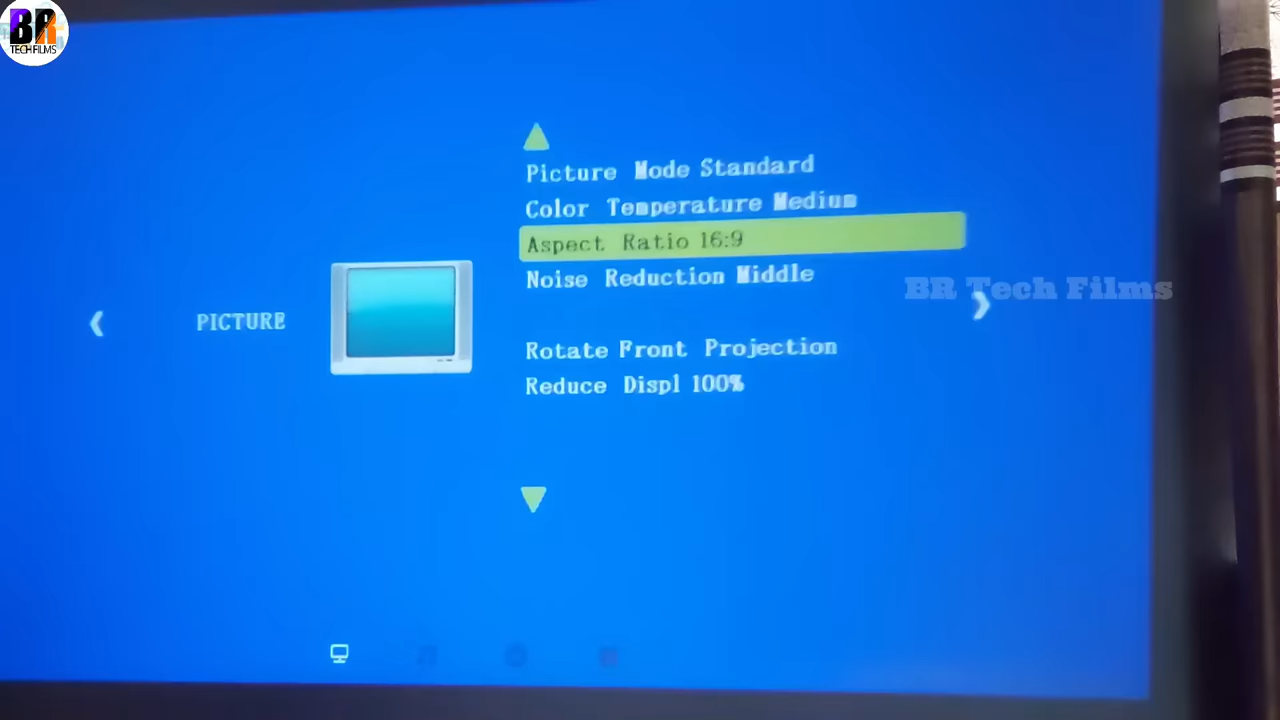 BR
TECH FILMS
Picture Mode Standard
Color Temperature Medium
Aspect Ratio 16:9
Noise Reduction Middle
BR Tech Films
PICTURE
Rotate Front Projection
Reduce Displ 100%